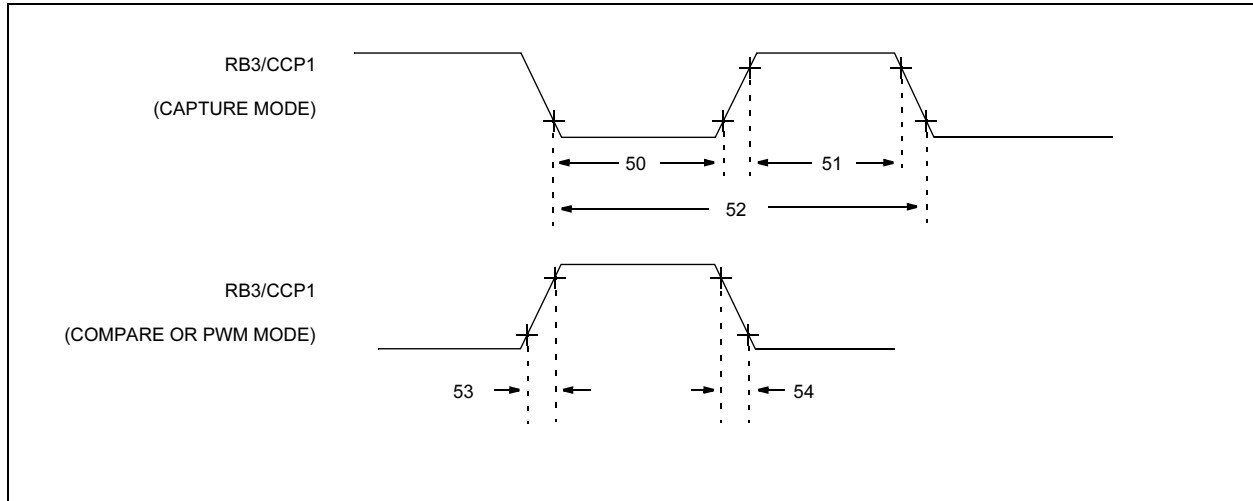 RB3/CCP1
(CAPTURE MODE)
50
51
52
RB3/CCP1
(COMPARE OR PWM MODE)
53
54